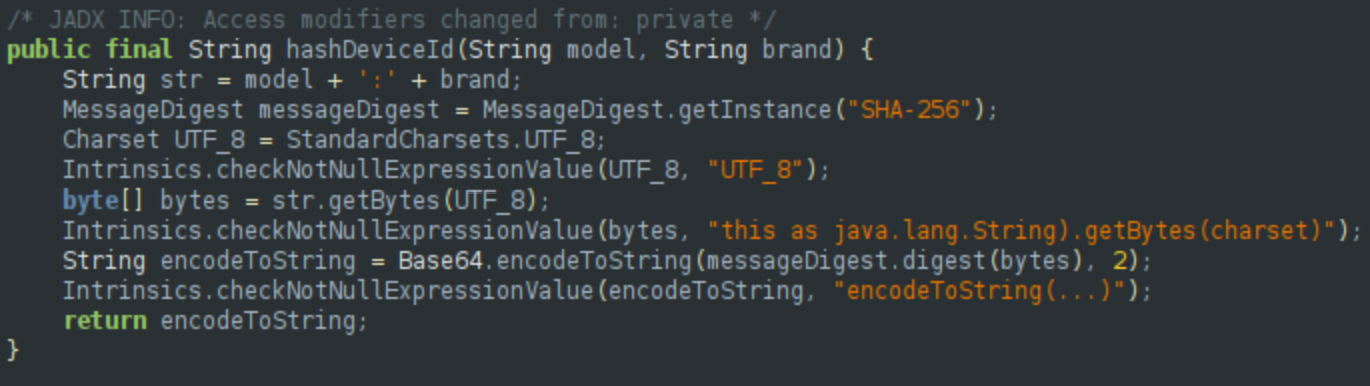 /* JADX INFO: Access modifiers changed from: private */
public final String hashDeviceId(String model, String brand) {
    String str = model + ':' + brand;
    MessageDigest messageDigest = MessageDigest.getInstance("SHA-256");
    Charset UTF_8 = StandardCharsets.UTF_8;
    Intrinsics.checkNotNullExpressionValue(UTF_8, "UTF_8");
    byte[] bytes = str.getBytes(UTF_8);
    Intrinsics.checkNotNullExpressionValue(bytes, "this as java.lang.String).getBytes(charset)");
    String encodeToString = Base64.encodeToString(messageDigest.digest(bytes), 2);
    Intrinsics.checkNotNullExpressionValue(encodeToString, "encodeToString(...)");
    return encodeToString;
}